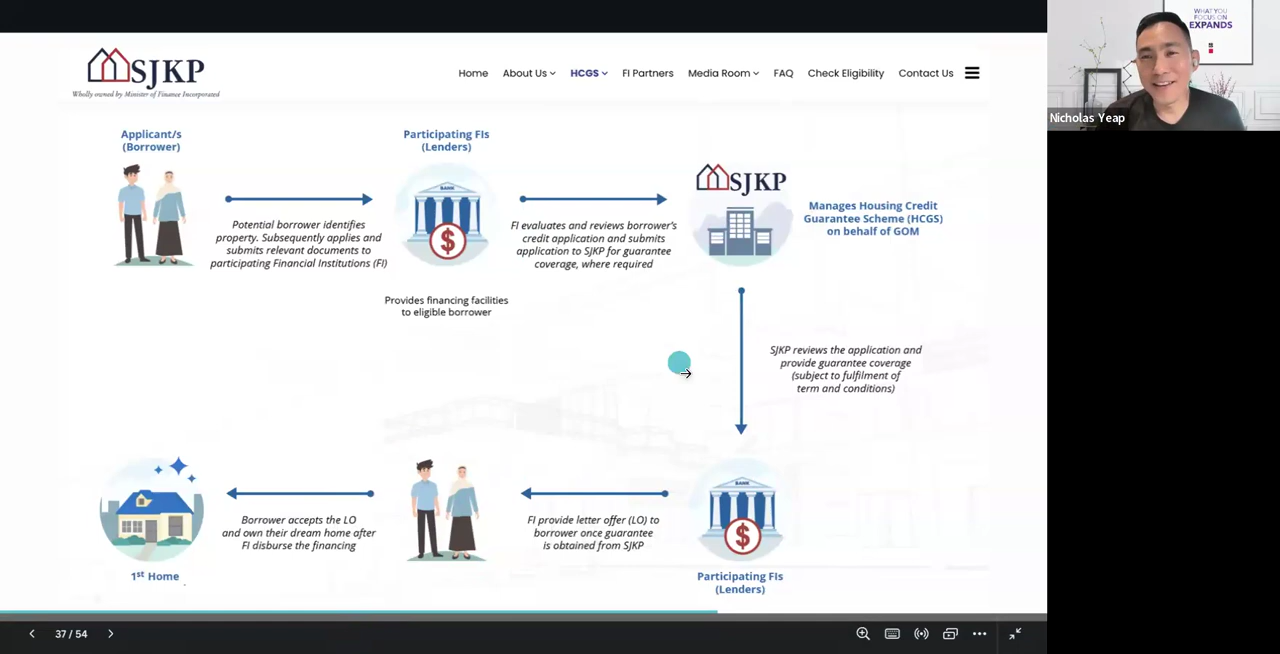 SJKP
Wholly owned by Minister of Finance Incorporated
Home About Us HCGS FI Partners Media Room FAQ Check Eligibility Contact Us
WHAT YOU
FOCUS ON
EXPANDS
Nicholas Yeap
Applicant/s
(Borrower)
Potential borrower identifies
property. Subsequently applies and
submits relevant documents to
participating Financial Institutions (FI)
Participating FIs
(Lenders)
BANK
$
Provides financing facilities
to eligible borrower
FI evaluates and reviews borrower's
credit application and submits
application to SJKP for guarantee
coverage, where required
SJKP
Manages Housing Credit
Guarantee Scheme (HCGS)
on behalf of GOM
SJKP reviews the application and
provide guarantee coverage
(subject to fulfilment of
term and conditions)
BANK
$
Participating FIs
(Lenders)
FI provide letter offer (LO) to
borrower once guarantee
is obtained from SJKP
Borrower accepts the LO
and own their dream home after
FI disburse the financing
1st Home
37 / 54